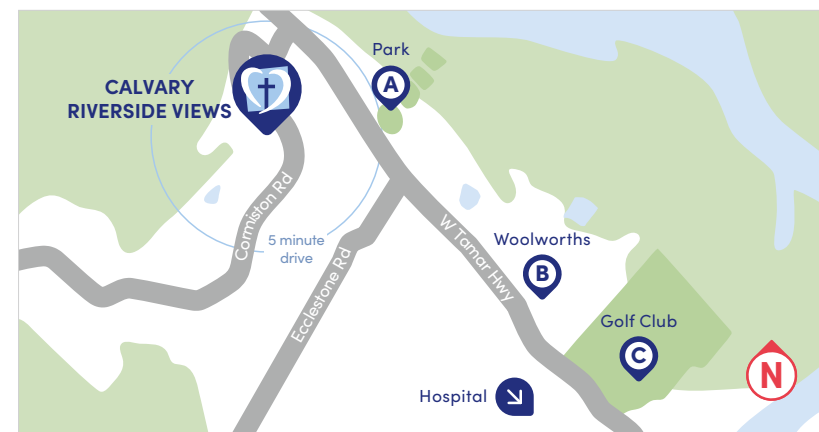 Park
A
CALVARY
RIVERSIDE VIEWS
Cormiston Rd
5 minute
drive
Ecclestone Rd
W Tamar Hwy
Woolworths
B
Golf Club
C
N
Hospital